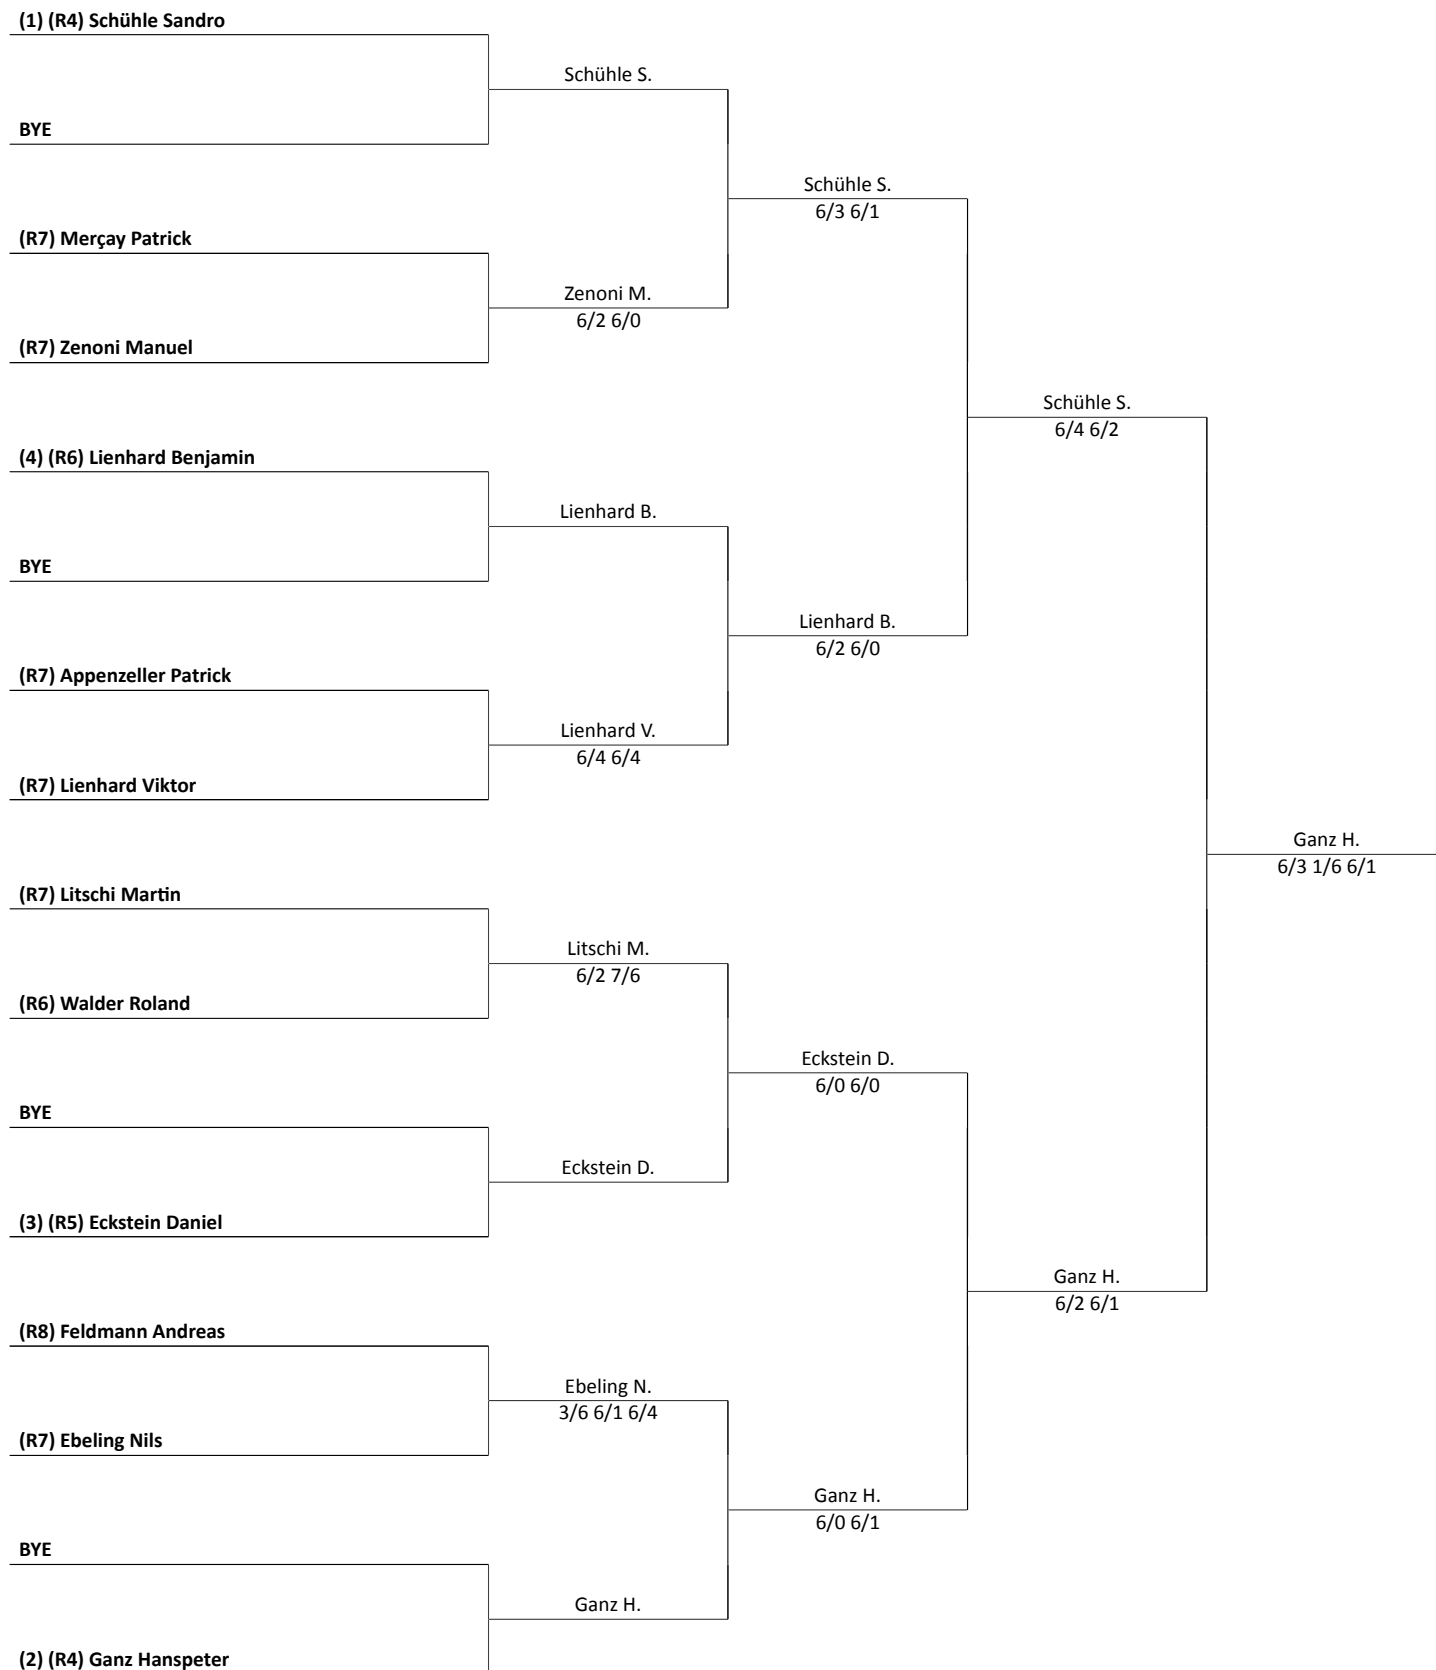 (1) (R4) Schühle Sandro
Schühle S.
BYE
Schühle S.
6/3 6/1
(R7) Merçay Patrick
Zenoni M.
6/2 6/0
(R7) Zenoni Manuel
Schühle S.
6/4 6/2
(4) (R6) Lienhard Benjamin
Lienhard B.
BYE
Lienhard B.
6/2 6/0
(R7) Appenzeller Patrick
Lienhard V.
6/4 6/4
(R7) Lienhard Viktor
Ganz H.
6/3 1/6 6/1
(R7) Litschi Martin
Litschi M.
6/2 7/6
(R6) Walder Roland
Eckstein D.
6/0 6/0
BYE
Eckstein D.
(3) (R5) Eckstein Daniel
Ganz H.
6/2 6/1
(R8) Feldmann Andreas
Ebeling N.
3/6 6/1 6/4
(R7) Ebeling Nils
Ganz H.
6/0 6/1
BYE
Ganz H.
(2) (R4) Ganz Hanspeter